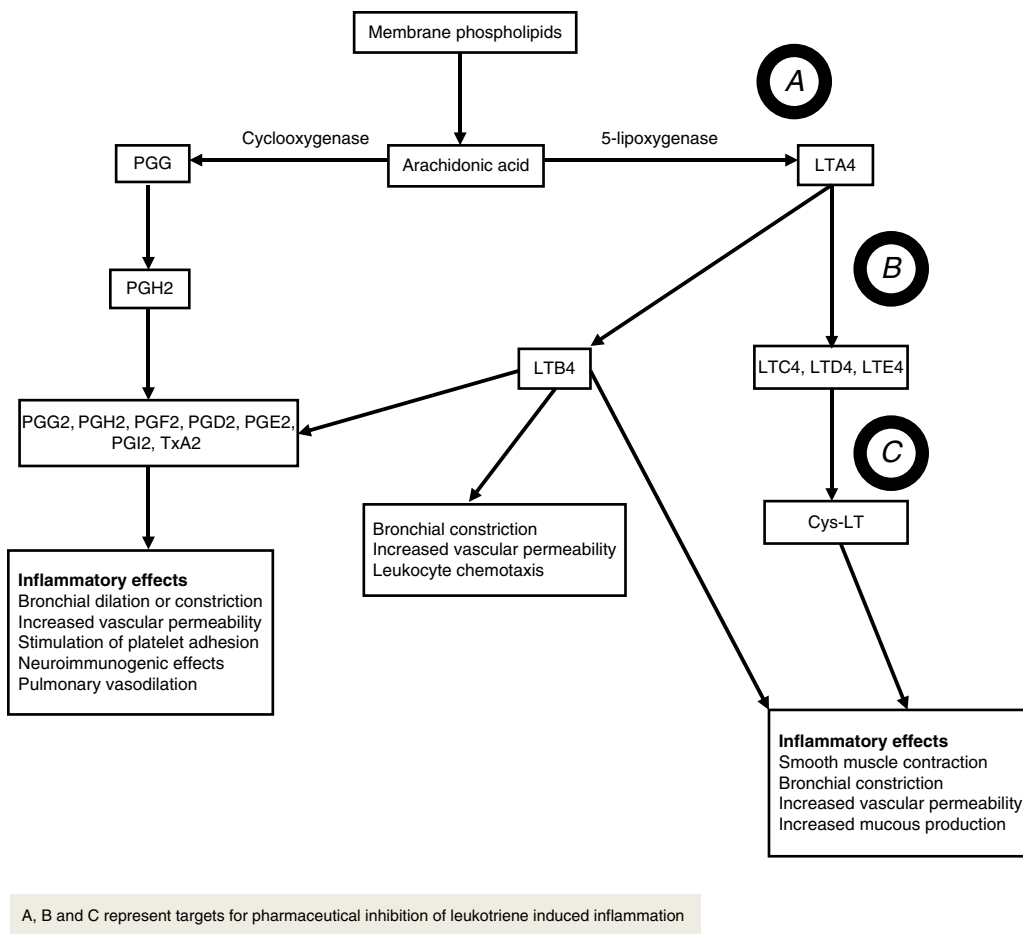 Membrane phospholipids
A
Cyclooxygenase
5-lipoxygenase
PGG
Arachidonic acid
LTA4
B
PGH2
LTB4
LTC4, LTD4, LTE4
PGG2, PGH2, PGF2, PGD2, PGE2,
PGI2, TxA2
C
Cys-LT
Bronchial constriction
Increased vascular permeability
Leukocyte chemotaxis
Inflammatory effects
Bronchial dilation or constriction
Increased vascular permeability
Stimulation of platelet adhesion
Neuroimmunogenic effects
Pulmonary vasodilation
Inflammatory effects
Smooth muscle contraction
Bronchial constriction
Increased vascular permeability
Increased mucous production
A, B and C represent targets for pharmaceutical inhibition of leukotriene induced inflammation